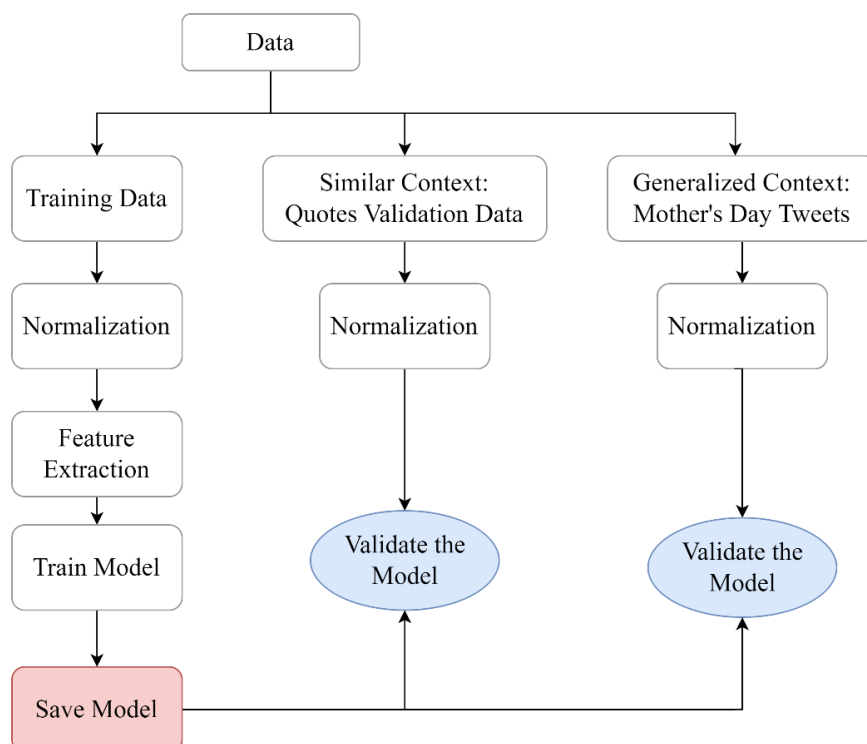 Data
Training Data
Similar Context:
Quotes Validation Data
Generalized Context:
Mother's Day Tweets
Normalization
Normalization
Normalization
Feature
Extraction
Train Model
Validate the
Model
Validate the
Model
Save Model